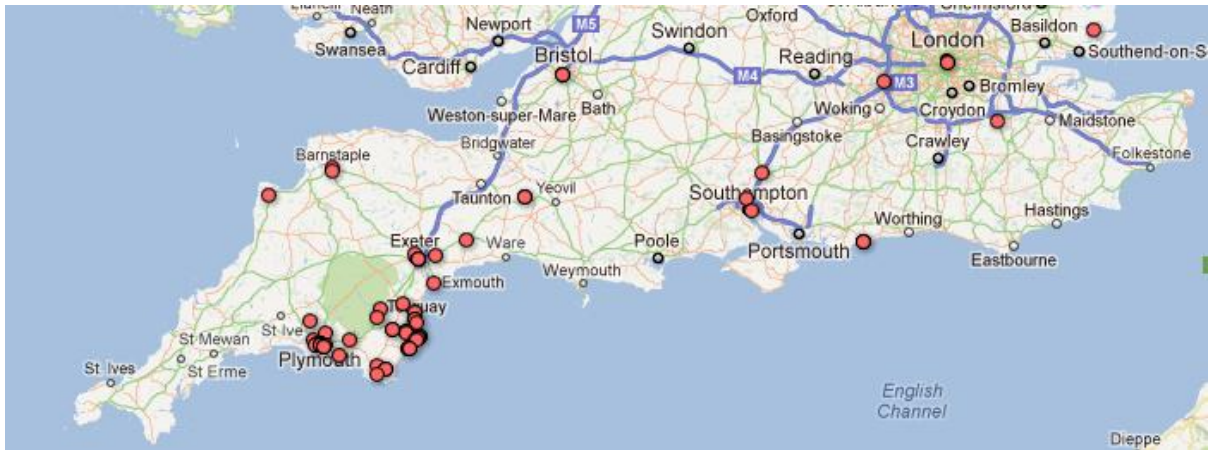 Neath
Swansea
Cardiff
Newport
M5
Bristol
Bath
Weston-super-Mare
Bridgwater
Swindon
M4
Oxford
Reading
M3
London
Basildon
Southend-on-S
Bromley
Croydon
Woking
Basingstoke
Maidstone
Crawley
Folkestone
Barnstaple
Taunton
Yeovil
Southampton
Portsmouth
Worthing
Hastings
Eastbourne
Exeter
Ware
Poole
Weymouth
Exmouth
St Ive
Plymouth
St Mewan
St Erme
St Ives
English
Channel
Dieppe